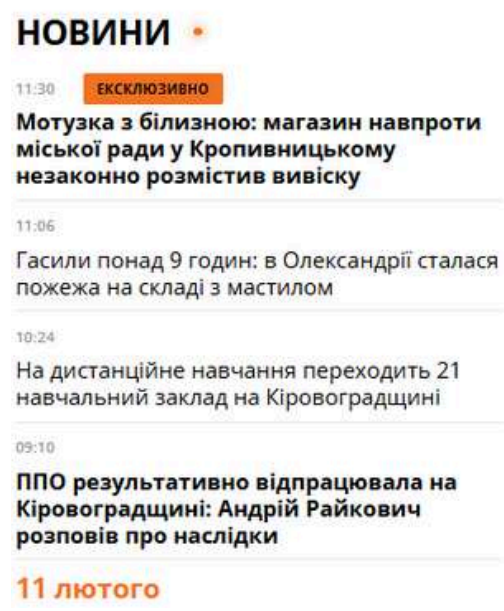 НОВИНИ
11:30 ЕКСКЛЮЗИВНО
Мотузка з білизною: магазин навпроти
міської ради у Кропивницькому
незаконно розмістив вивіску
11:06
Гасили понад 9 годин: в Олександрії сталася
пожежа на складі з мастилом
10:24
На дистанційне навчання переходить 21
навчальний заклад на Кіровоградщині
09:10
ППО результативно відпрацювала на
Кіровоградщині: Андрій Райкович
розповів про наслідки
11 лютого